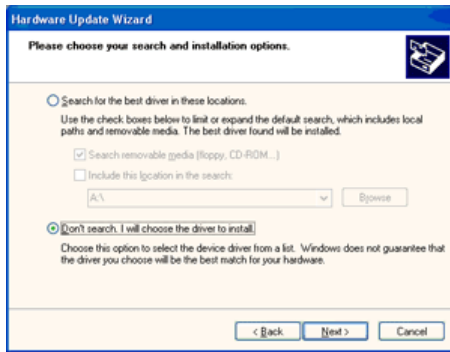 Hardware Update Wizard
Please choose your search and installation options.
Search for the best driver in these locations.
Use the check boxes below to limit or expand the default search, which includes local
paths and removable media. The best driver found will be installed.
Search removable media (floppy, CD-ROM...)
Include this location in the search:
A:\
Browse
Don't search. I will choose the driver to install.
Choose this option to select the device driver from a list. Windows does not guarantee that
the driver you choose will be the best match for your hardware.
< Back Next > Cancel